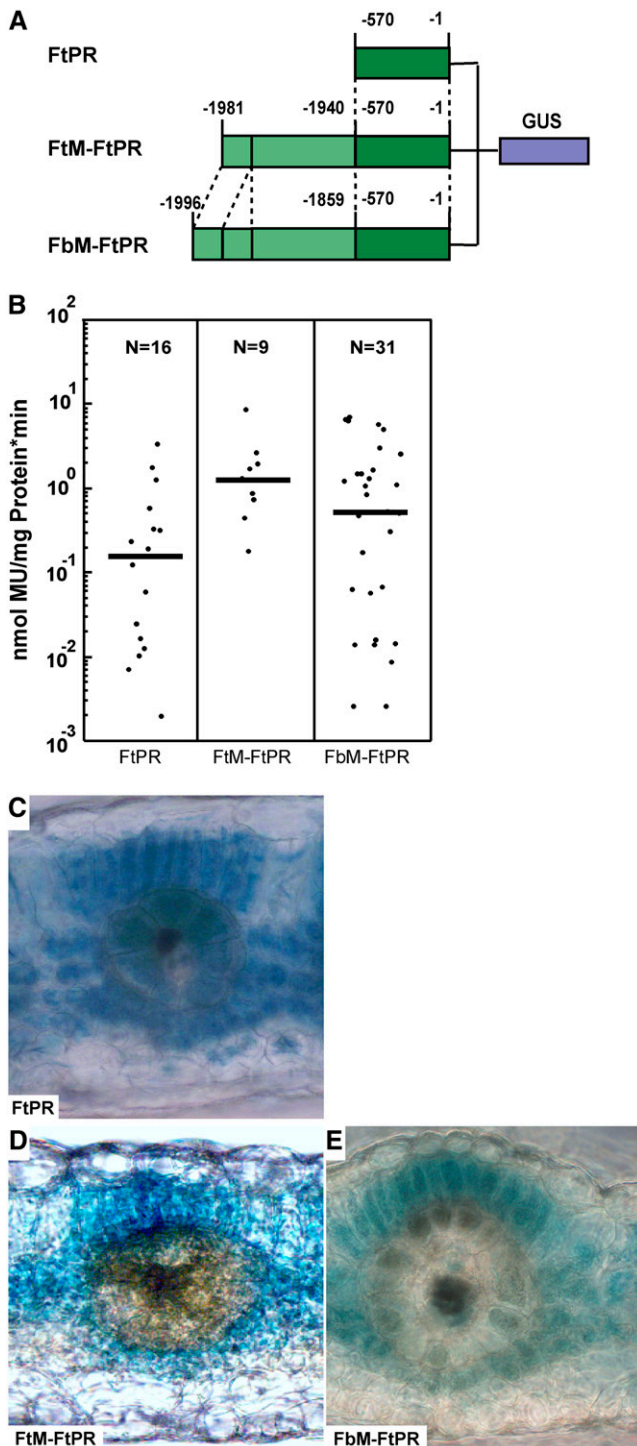 A
FtPR
-570 -1
FtM-FtPR
-1981 -1940 -570 -1
GUS
FbM-FtPR
-1996 -1859 -570 -1
B
nmol MU/mg Protein*min
10^2
10^1
10^0
10^-1
10^-2
10^-3
N=16 N=9 N=31
FtPR FtM-FtPR FbM-FtPR
C
FtPR
D
FtM-FtPR
E
FbM-FtPR